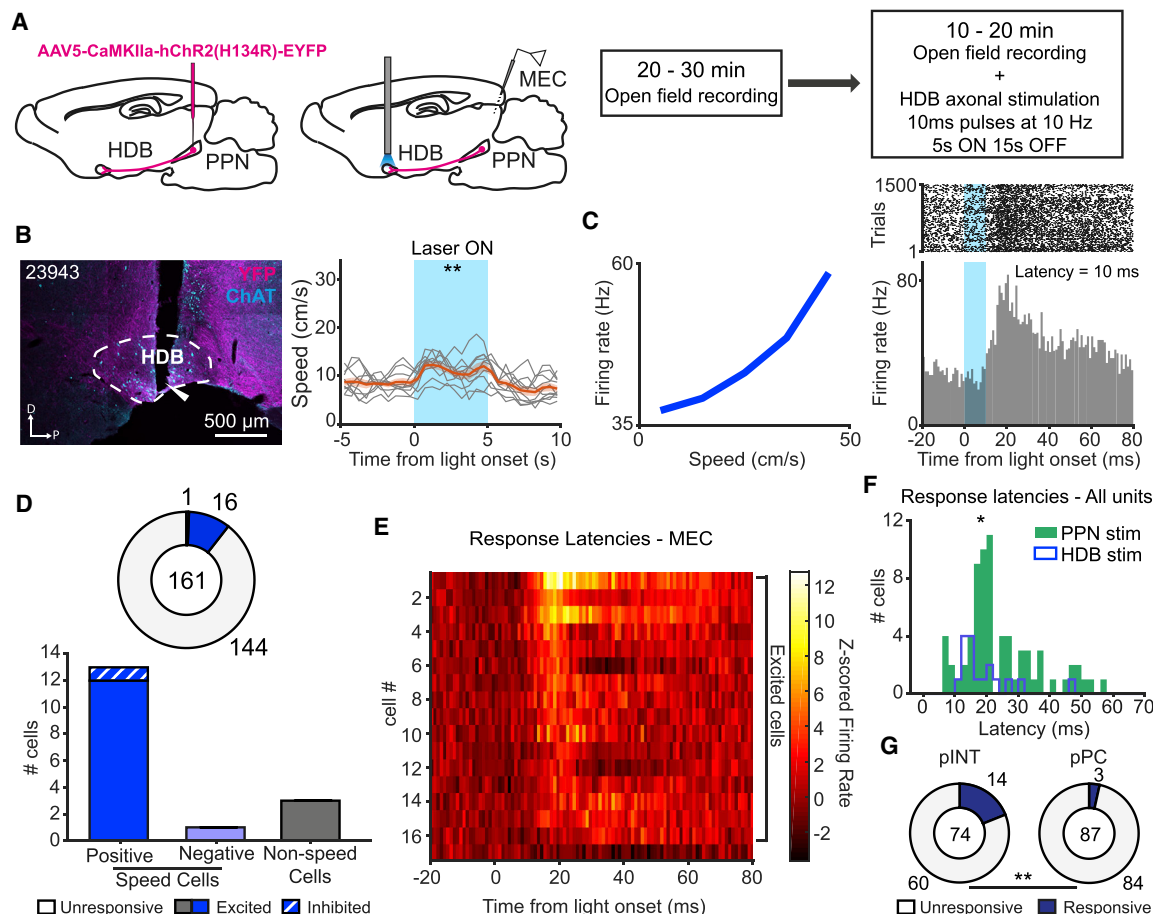 A
AAV5-CaMKIIa-hChR2(H134R)-EYFP
HDB
PPN
HDB
PPN
MEC
20 - 30 min
Open field recording
10 - 20 min
Open field recording
+
HDB axonal stimulation
10ms pulses at 10 Hz
5s ON 15s OFF
B
23943
YFP
ChAT
HDB
D
P
500 µm
Laser ON
**
Speed (cm/s)
30
20
10
0
-5
0
5
10
Time from light onset (s)
C
Firing rate (Hz)
60
35
50
Speed (cm/s)
Trials
1500
1
Latency = 10 ms
Firing rate (Hz)
80
0
-20 0 20 40 60 80
Time from light onset (ms)
D
1
16
161
144
# cells
14
12
10
8
6
4
2
0
Positive Negative Non-speed
Speed Cells Cells
Unresponsive Excited Inhibited
E
Response Latencies - MEC
cell #
2
4
6
8
10
12
14
16
-20 0 20 40 60 80
Time from light onset (ms)
Excited cells
Z-scored Firing Rate
12
10
8
6
4
2
0
-2
F
Response latencies - All units
*
PPN stim
HDB stim
# cells
12
8
4
0
0 10 20 30 40 50 60 70
Latency (ms)
G
pINT
14
74
60
pPC
3
87
84
**
Unresponsive Responsive